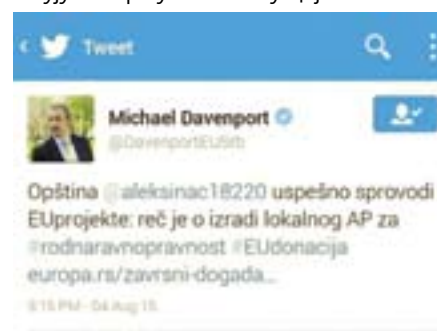 Tweet
Michael Davenport
@DavenportEUSrb
Opština @aleksinac18220 uspešno sprovodi
EUprojekte: reč je o izradi lokalnog AP za
#rodnaravnopravnost #EUdonacija
europa.rs/zavrsni-dogada...
9:15 PM · 04 Aug 15